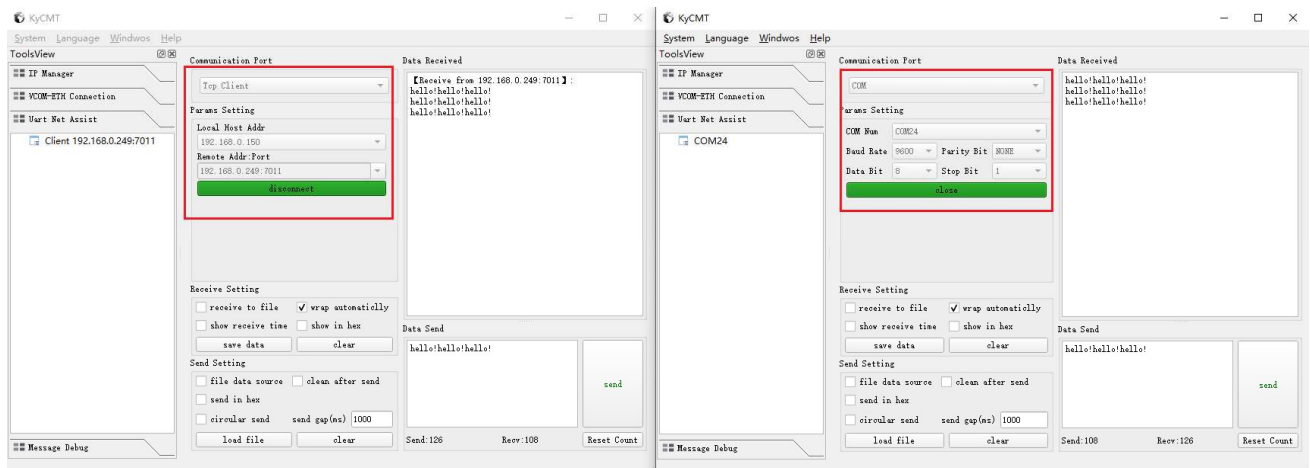 KyCMT
System Language Windwos Help
ToolsView
IP Manager
VCOM-ETH Connection
Uart Net Assist
Client 192.168.0.249:7011
Message Debug
Communication Port
Tcp Client
Params Setting
Local Host Addr
192.168.0.150
Remote Addr:Port
192.168.0.249:7011
disconnect
Receive Setting
receive to file wrap automaticlly
show receive time show in hex
save data clear
Send Setting
file data source clean after send
send in hex
circular send send gap(ms) 1000
load file clear
Data Received
【Receive from 192.168.0.249:7011】:
hello!hello!hello!
hello!hello!hello!
hello!hello!hello!
Data Send
hello!hello!hello!
send
Send:126 Recv:108 Reset Count
KyCMT
System Language Windwos Help
ToolsView
IP Manager
VCOM-ETH Connection
Uart Net Assist
COM24
Message Debug
Communication Port
COM
Params Setting
COM Num COM24
Baud Rate 9600 Parity Bit NONE
Data Bit 8 Stop Bit 1
close
Receive Setting
receive to file wrap automaticlly
show receive time show in hex
save data clear
Send Setting
file data source clean after send
send in hex
circular send send gap(ms) 1000
load file clear
Data Received
hello!hello!hello!
hello!hello!hello!
hello!hello!hello!
Data Send
hello!hello!hello!
send
Send:108 Recv:126 Reset Count